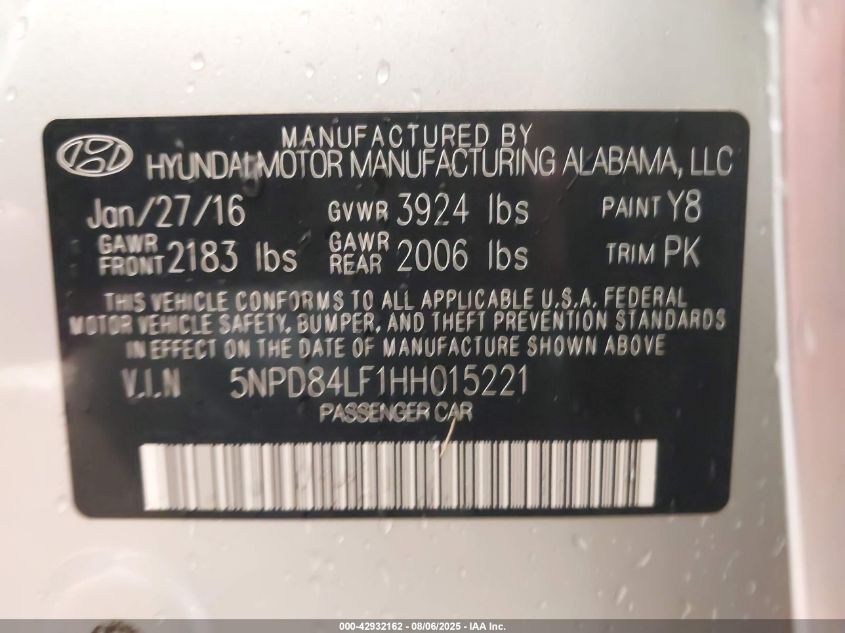 MANUFACTURED BY
HYUNDAI MOTOR MANUFACTURING ALABAMA, LLC
Jan/27/16 GVWR 3924 lbs PAINT Y8
GAWR FRONT 2183 lbs GAWR REAR 2006 lbs TRIM PK
THIS VEHICLE CONFORMS TO ALL APPLICABLE U.S.A. FEDERAL
MOTOR VEHICLE SAFETY, BUMPER, AND THEFT PREVENTION STANDARDS
IN EFFECT ON THE DATE OF MANUFACTURE SHOWN ABOVE
V.I.N 5NPD84LF1HH015221
PASSENGER CAR
000-42932162 - 08/06/2025 - IAA Inc.